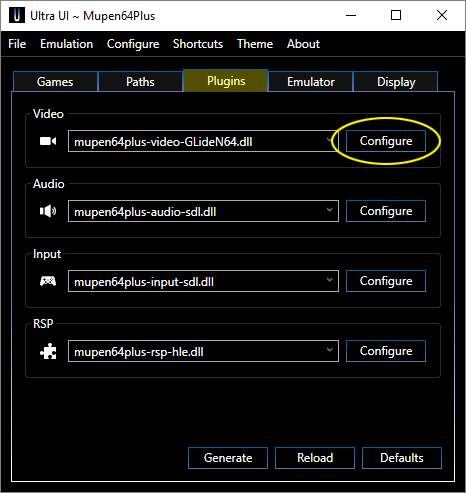 Ultra UI ~ Mupen64Plus
File Emulation Configure Shortcuts Theme About
Games Paths Plugins Emulator Display
Video
mupen64plus-video-GLideN64.dll Configure
Audio
mupen64plus-audio-sdl.dll Configure
Input
mupen64plus-input-sdl.dll Configure
RSP
mupen64plus-rsp-hle.dll Configure
Generate Reload Defaults